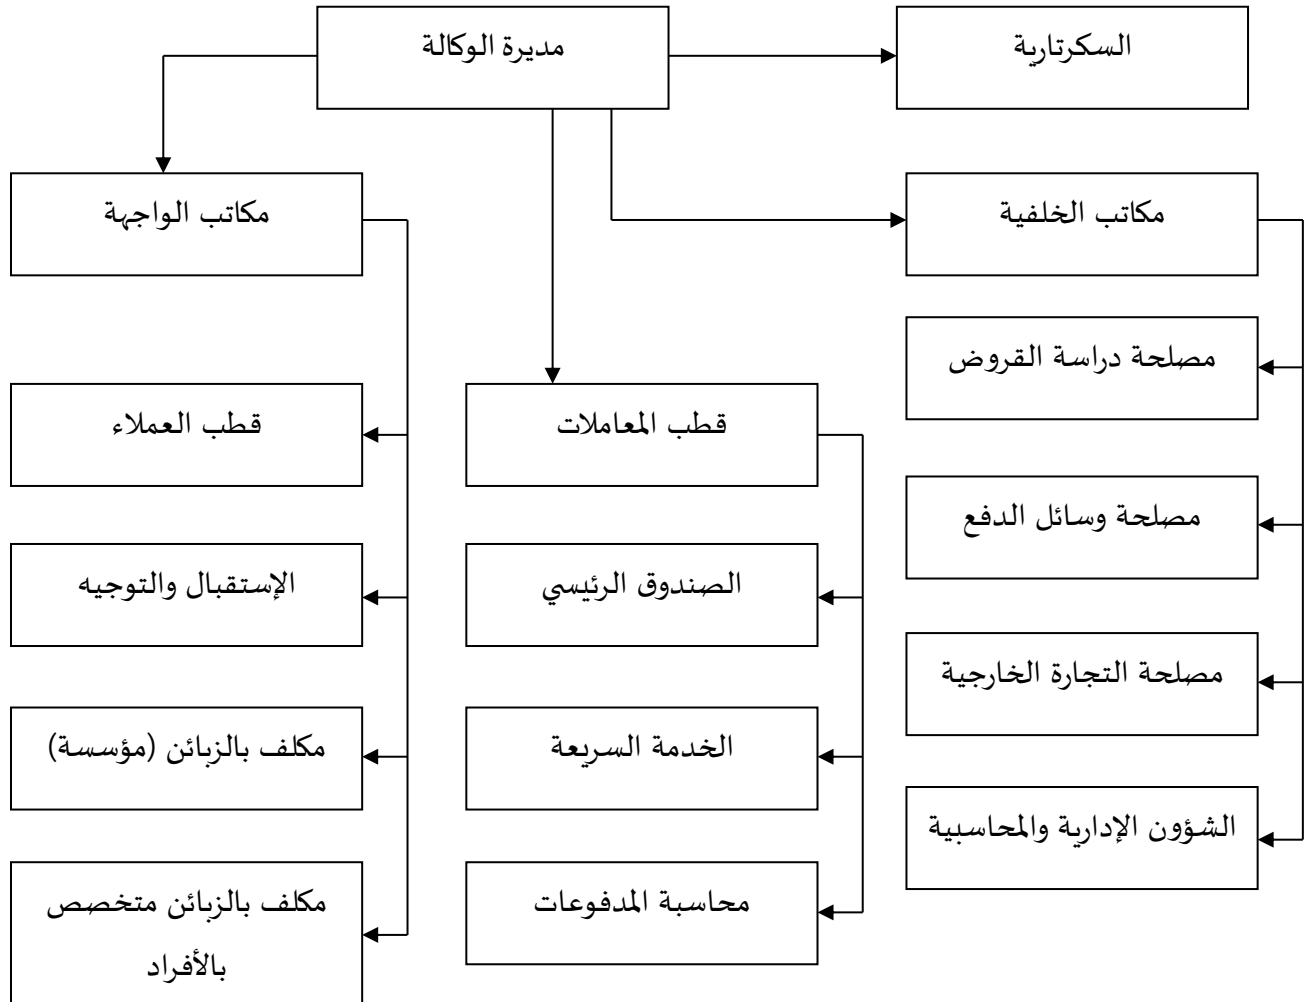 السكرتارية
مديرة الوكالة
مكاتب الخلفية
مكاتب الواجهة
مصلحة دراسة القروض
قطب المعاملات
قطب العملاء
مصلحة وسائل الدفع
الصندوق الرئيسي
الإستقبال والتوجيه
مصلحة التجارة الخارجية
الخدمة السريعة
مكلف بالزبائن (مؤسسة)
الشؤون الإدارية والمحاسبية
محاسبة المدفوعات
مكلف بالزبائن متخصص
بالأفراد